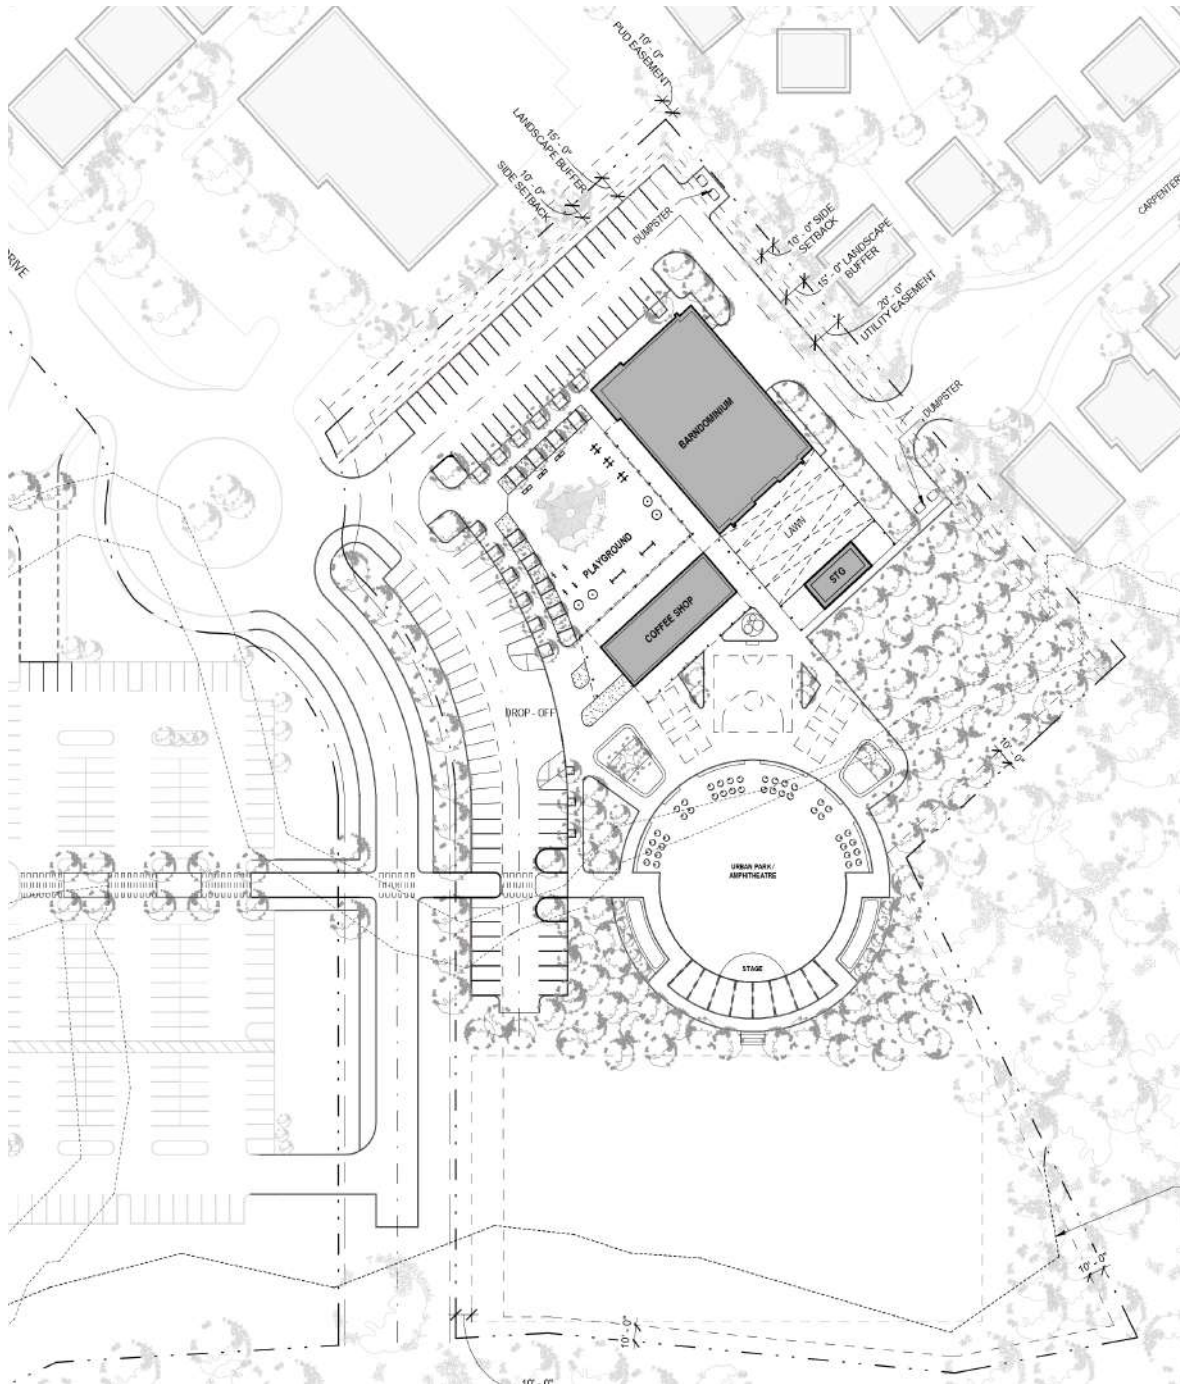 10' - 0"
PUD EASEMENT
15' - 0"
LANDSCAPE BUFFER
10' - 0"
SIDE SETBACK
DUMPSTER
10' - 0" SIDE
SETBACK
15' - 0" LANDSCAPE
BUFFER
20' - 0"
UTILITY EASEMENT
CARPENTER
RIVE
DUMPSTER
BARNDOMINIUM
LAWN
PLAYGROUND
STG
COFFEE SHOP
DROP - OFF
10' - 0"
URBAN PARK/
AMPHITHEATRE
STAGE
10' - 0"
10' - 0"
10' - 0"